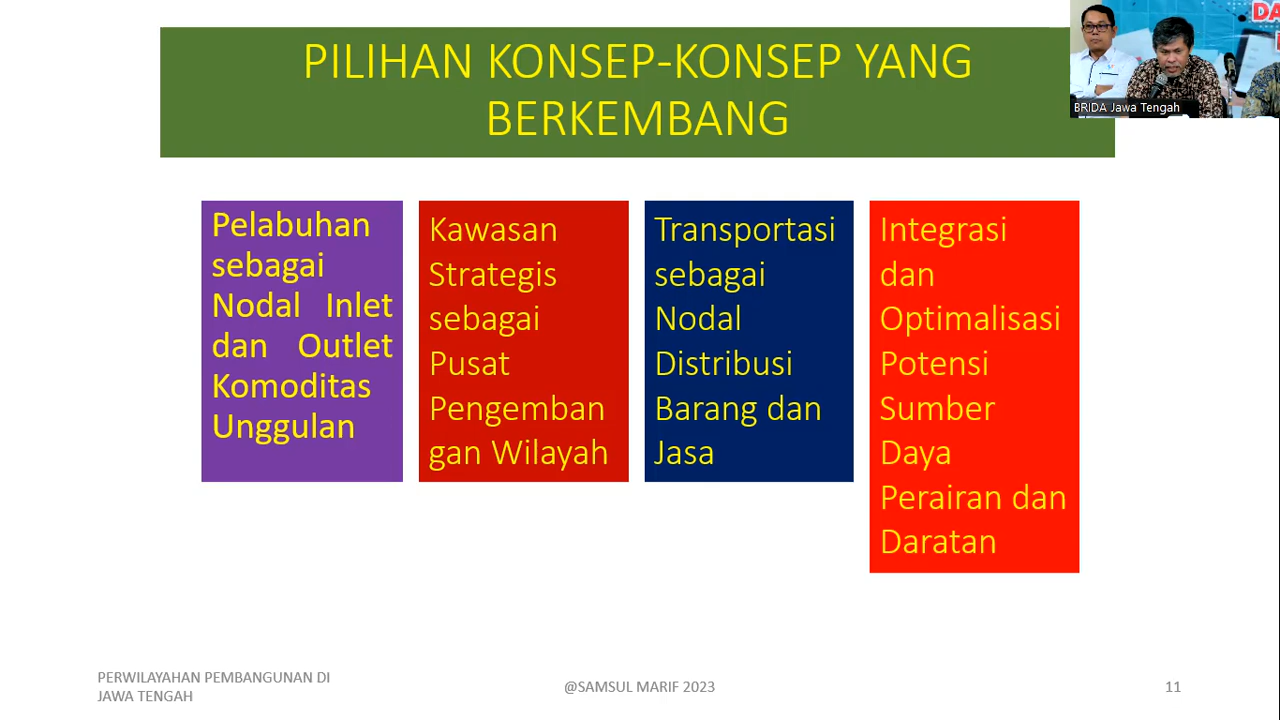 PILIHAN KONSEP-KONSEP YANG
BERKEMBANG
DA
BRIDA Jawa Tengah
Pelabuhan
sebagai
Nodal Inlet
dan Outlet
Komoditas
Unggulan
Kawasan
Strategis
sebagai
Pusat
Pengemban
gan Wilayah
Transportasi
sebagai
Nodal
Distribusi
Barang dan
Jasa
Integrasi
dan
Optimalisasi
Potensi
Sumber
Daya
Perairan dan
Daratan
PERWILAYAHAN PEMBANGUNAN DI
JAWA TENGAH
@SAMSUL MARIF 2023
11